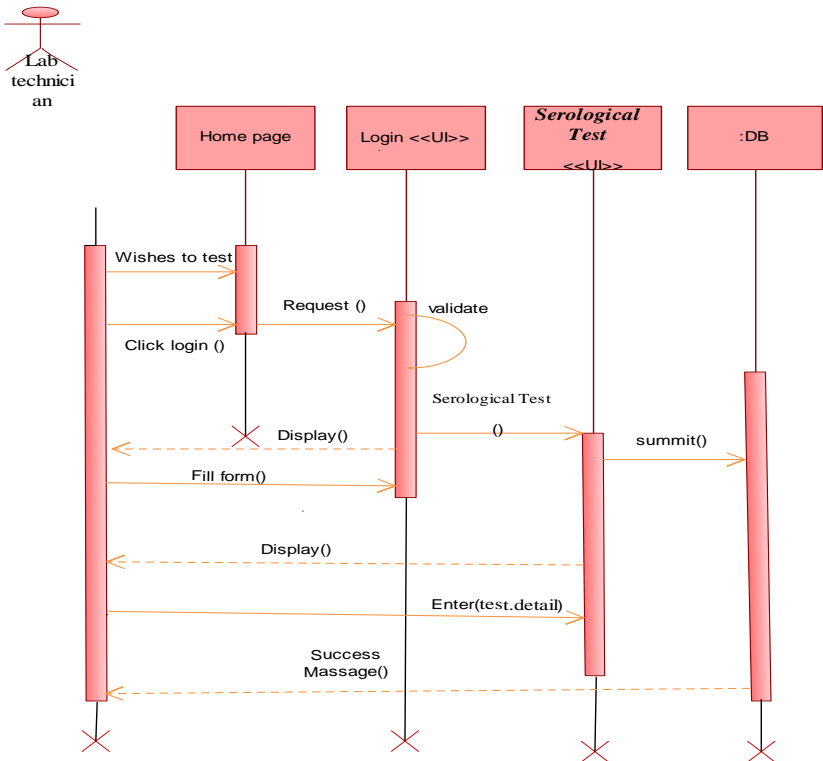 Lab
technici
an
Home page
Login <<UI>>
Serological
Test
<<UI>>
:DB
Wishes to test
Request ()
validate
Click login ()
Serological Test
()
Display()
summit()
Fill form()
Display()
Enter(test.detail)
Success
Massage()